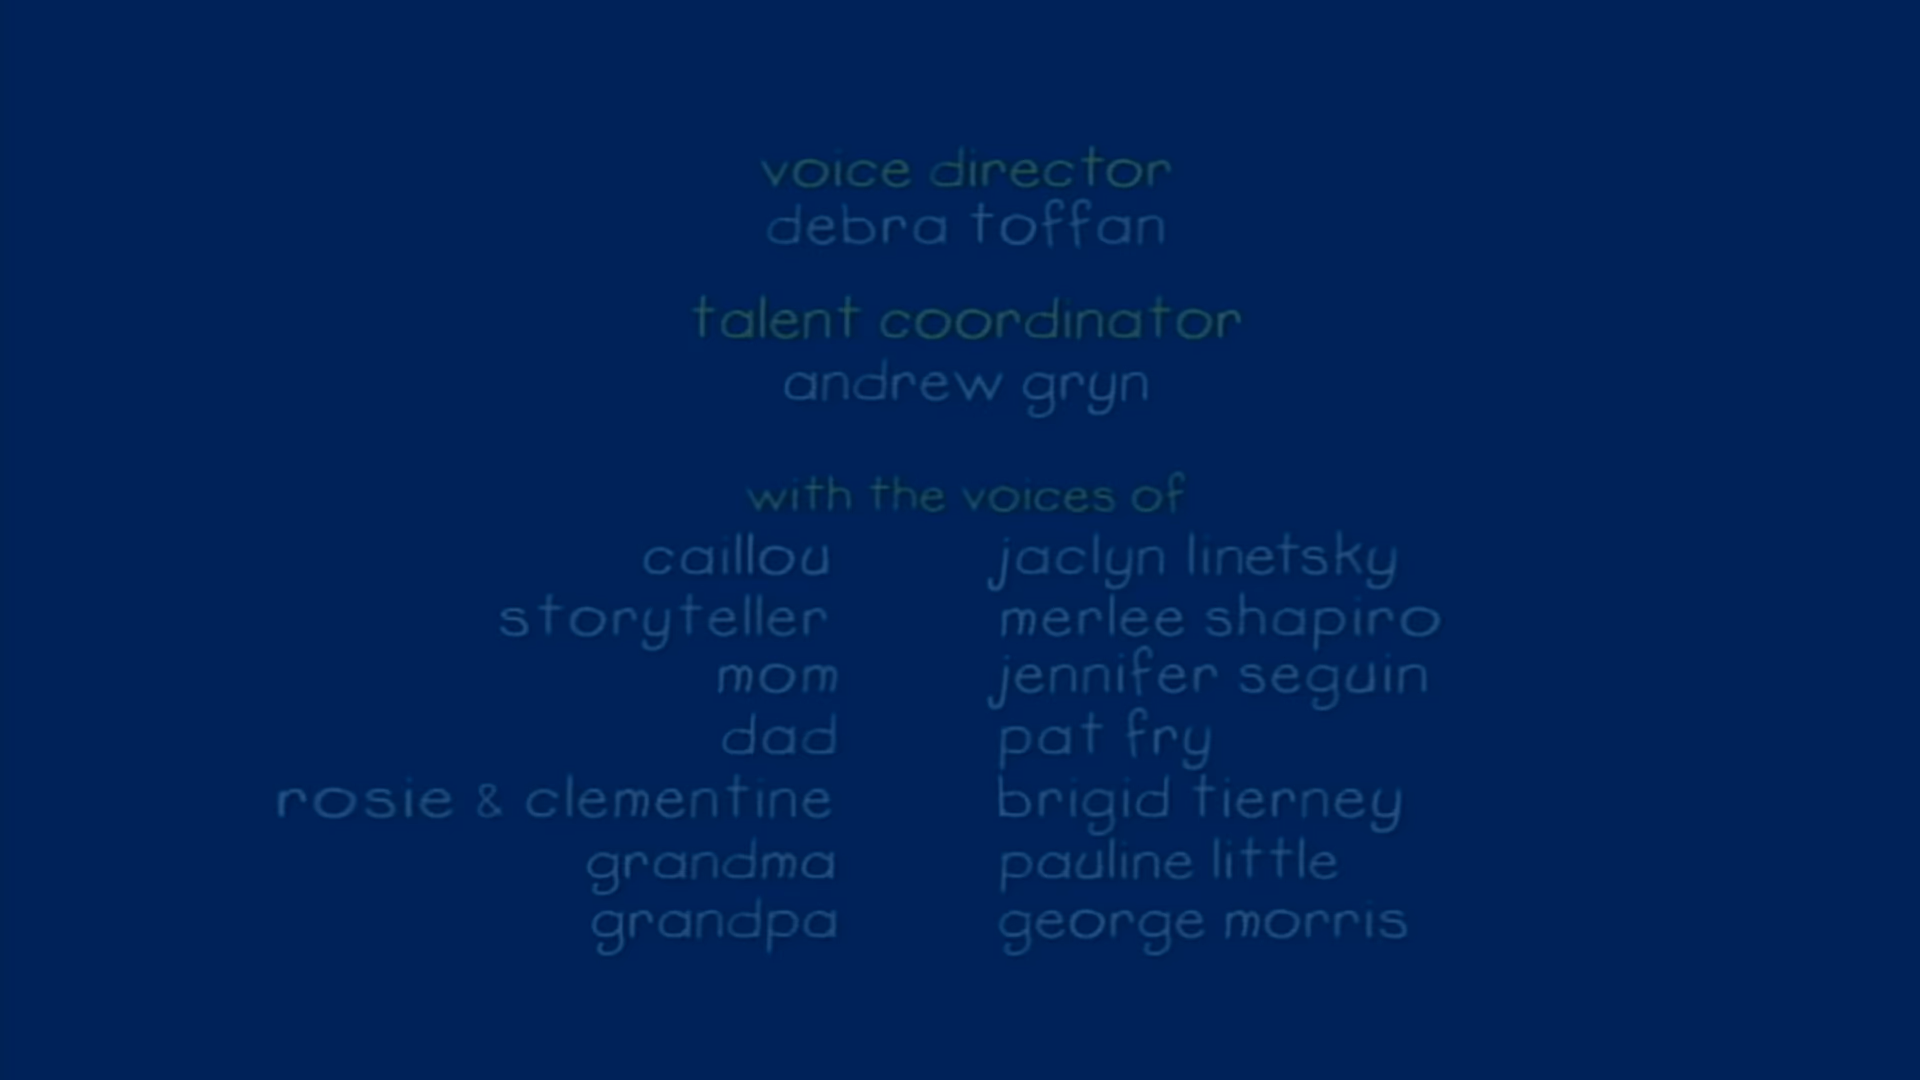 voice director
debra toffan
talent coordinator
andrew gryn
with the voices of
caillou jaclyn linetsky
storyteller merlee shapiro
mom jennifer seguin
dad pat fry
rosie & clementine brigid tierney
grandma pauline little
grandpa george morris